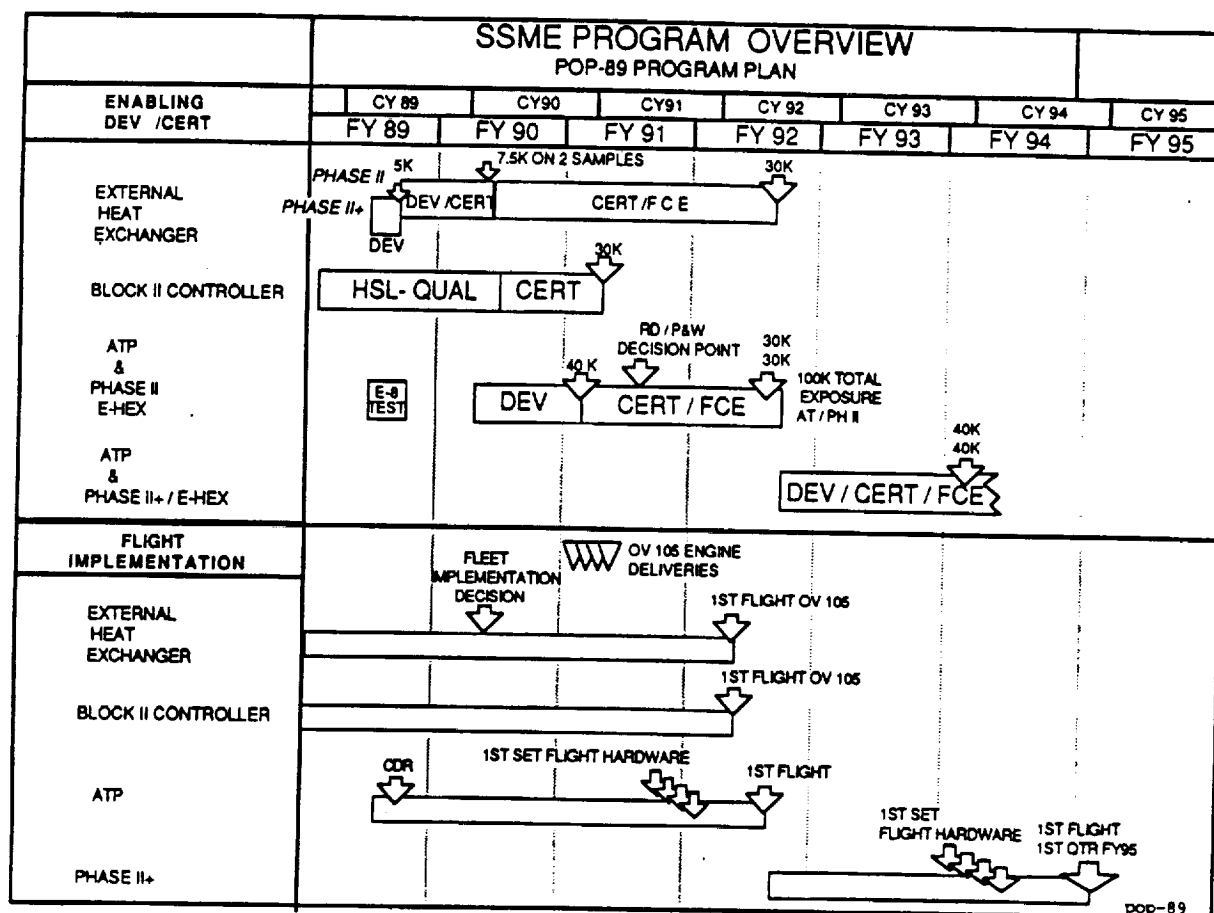 SSME PROGRAM OVERVIEW
POP-89 PROGRAM PLAN
ENABLING
DEV /CERT
CY 89
CY90
CY91
CY 92
CY 93
CY 94
CY 95
FY 89
FY 90
FY 91
FY 92
FY 93
FY 94
FY 95
EXTERNAL
HEAT
EXCHANGER
PHASE II
5K
7.5K ON 2 SAMPLES
30K
PHASE II+
DEV /CERT
CERT /F C E
DEV
BLOCK II CONTROLLER
HSL- QUAL
CERT
30K
ATP
&
PHASE II
E-HEX
E-8
TEST
DEV
40 K
RD / P&W
DECISION POINT
CERT / FCE
30K
30K
100K TOTAL
EXPOSURE
AT / PH II
ATP
&
PHASE II+ / E-HEX
40K
40K
DEV / CERT / FCE
FLIGHT
IMPLEMENTATION
OV 105 ENGINE
DELIVERIES
EXTERNAL
HEAT
EXCHANGER
FLEET
IMPLEMENTATION
DECISION
1ST FLIGHT OV 105
BLOCK II CONTROLLER
1ST FLIGHT OV 105
ATP
CDR
1ST SET FLIGHT HARDWARE
1ST FLIGHT
PHASE II+
1ST SET
FLIGHT HARDWARE
1ST FLIGHT
1ST QTR FY95
pop-89